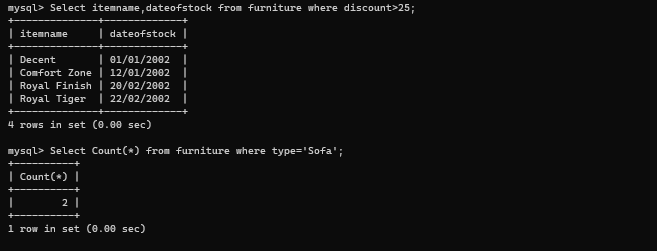 mysql> Select itemname,dateofstock from furniture where discount>25;
+--------------+-------------+
| itemname     | dateofstock |
+--------------+-------------+
| Decent       | 01/01/2002  |
| Comfort Zone | 12/01/2002  |
| Royal Finish | 20/02/2002  |
| Royal Tiger  | 22/02/2002  |
+--------------+-------------+
4 rows in set (0.00 sec)

mysql> Select Count(*) from furniture where type='Sofa';
+----------+
| Count(*) |
+----------+
|        2 |
+----------+
1 row in set (0.00 sec)